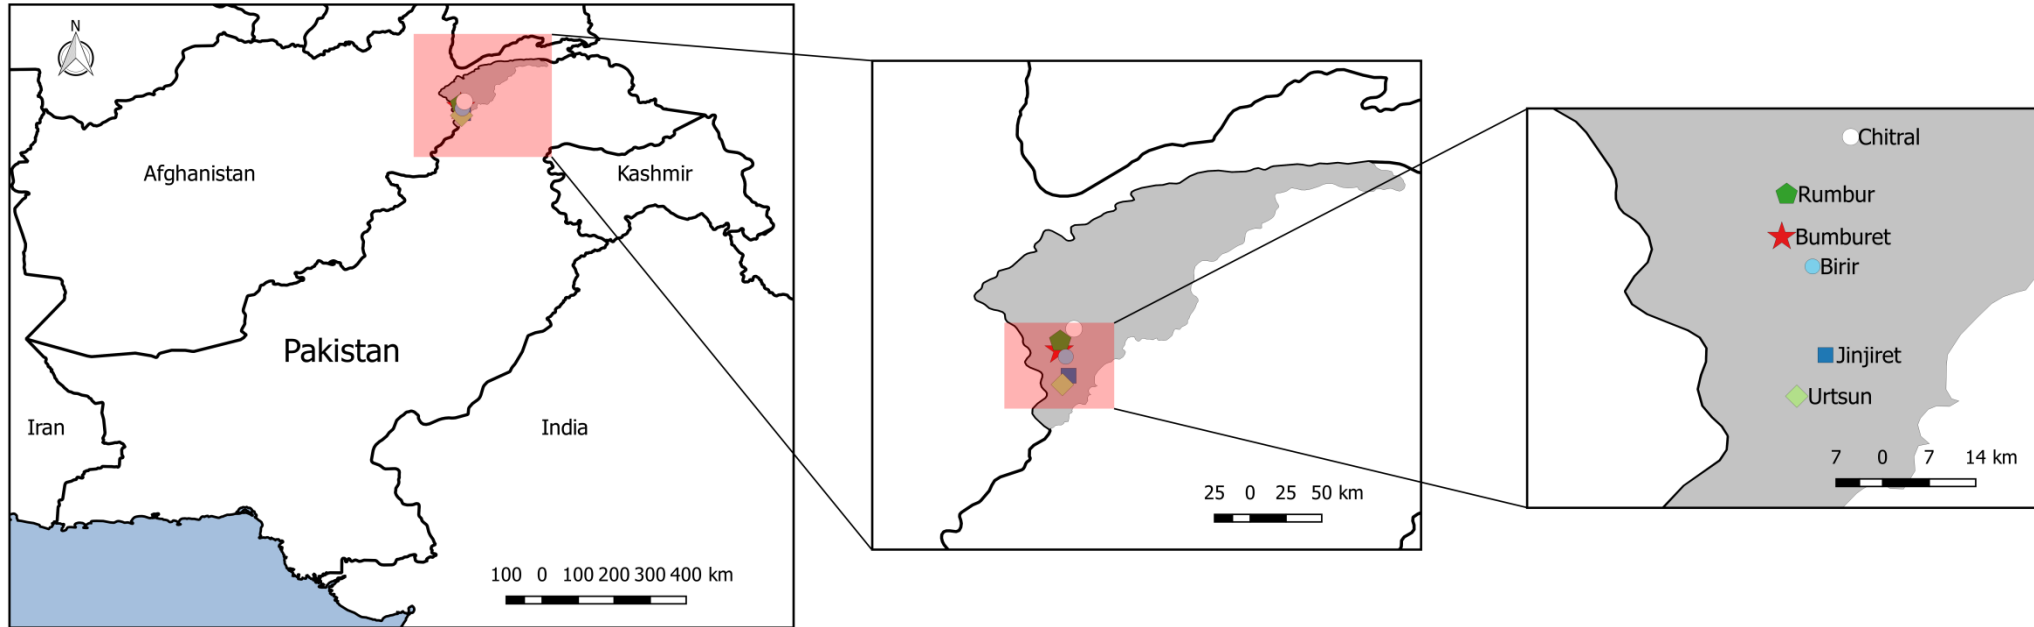 N
Afghanistan
Kashmir
Pakistan
Iran
India
100 0 100 200 300 400 km
25 0 25 50 km
Chitral
Rumbur
Bumburet
Birir
Jinjiret
Urtsun
7 0 7 14 km